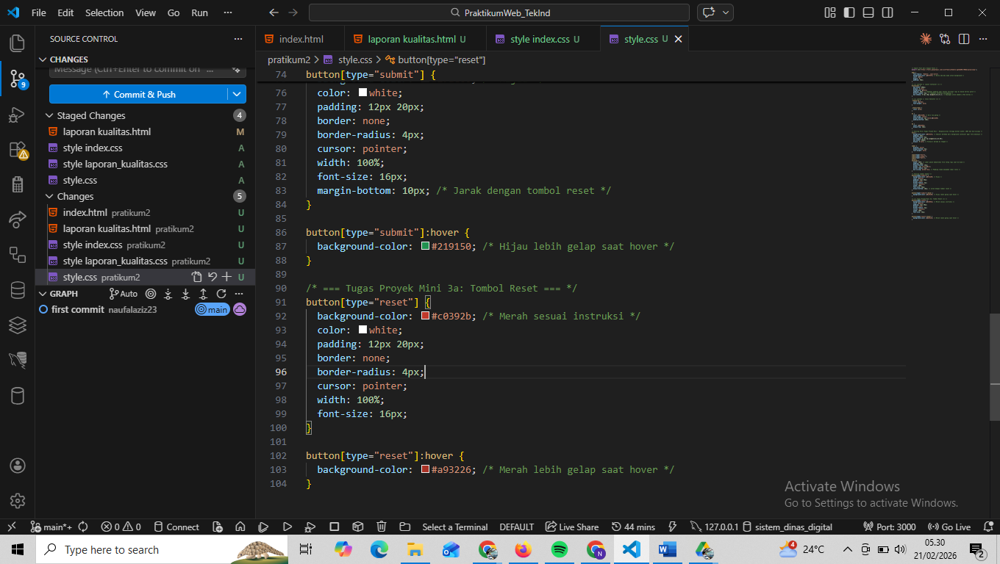 File Edit Selection View Go Run ···
PraktikumWeb_TekInd
SOURCE CONTROL
CHANGES
Message (Ctrl+Enter to commit on ...
Commit & Push
Staged Changes 4
laporan kualitas.html M
style index.css A
style laporan_kualitas.css A
style.css A
Changes 5
index.html pratikum2 U
laporan kualitas.html pratikum2 U
style index.css pratikum2 U
style laporan_kualitas.css pratikum2 U
style.css pratikum2 U
GRAPH Auto
first commit naufalaziz23 main
9
index.html laporan kualitas.html U style index.css U style.css U
pratikum2 > style.css > button[type="reset"]
74 button[type="submit"] {
76 color: white;
77 padding: 12px 20px;
78 border: none;
79 border-radius: 4px;
80 cursor: pointer;
81 width: 100%;
82 font-size: 16px;
83 margin-bottom: 10px; /* Jarak dengan tombol reset */
84 }
85
86 button[type="submit"]:hover {
87 background-color: #219150; /* Hijau lebih gelap saat hover */
88 }
89
90 /* === Tugas Proyek Mini 3a: Tombol Reset === */
91 button[type="reset"] {
92 background-color: #c0392b; /* Merah sesuai instruksi */
93 color: white;
94 padding: 12px 20px;
95 border: none;
96 border-radius: 4px;
97 cursor: pointer;
98 width: 100%;
99 font-size: 16px;
100 }
101
102 button[type="reset"]:hover {
103 background-color: #a93226; /* Merah lebih gelap saat hover */
104 }
Activate Windows
Go to Settings to activate Windows.
main*+ 0 0 Connect Select a Terminal DEFAULT Live Share 44 mins 127.0.0.1 sistem_dinas_digital Port: 3000 Go Live
Type here to search
4 24°C
05.30
21/02/2026
2